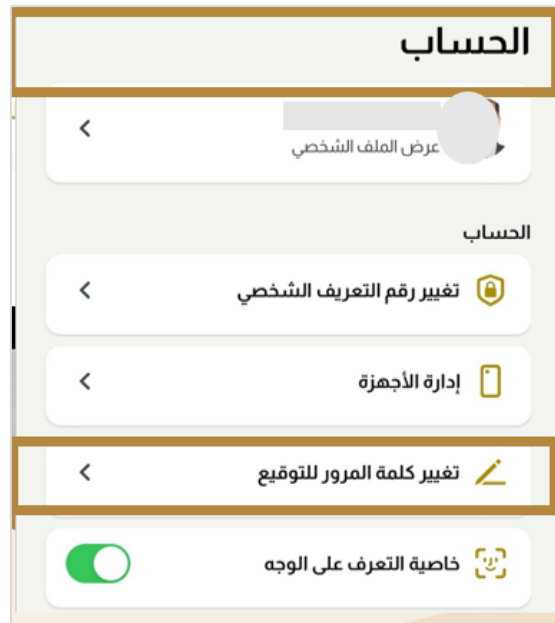 الحساب
عرض الملف الشخصي
الحساب
تغيير رقم التعريف الشخصي
إدارة الأجهزة
تغيير كلمة المرور للتوقيع
خاصية التعرف على الوجه